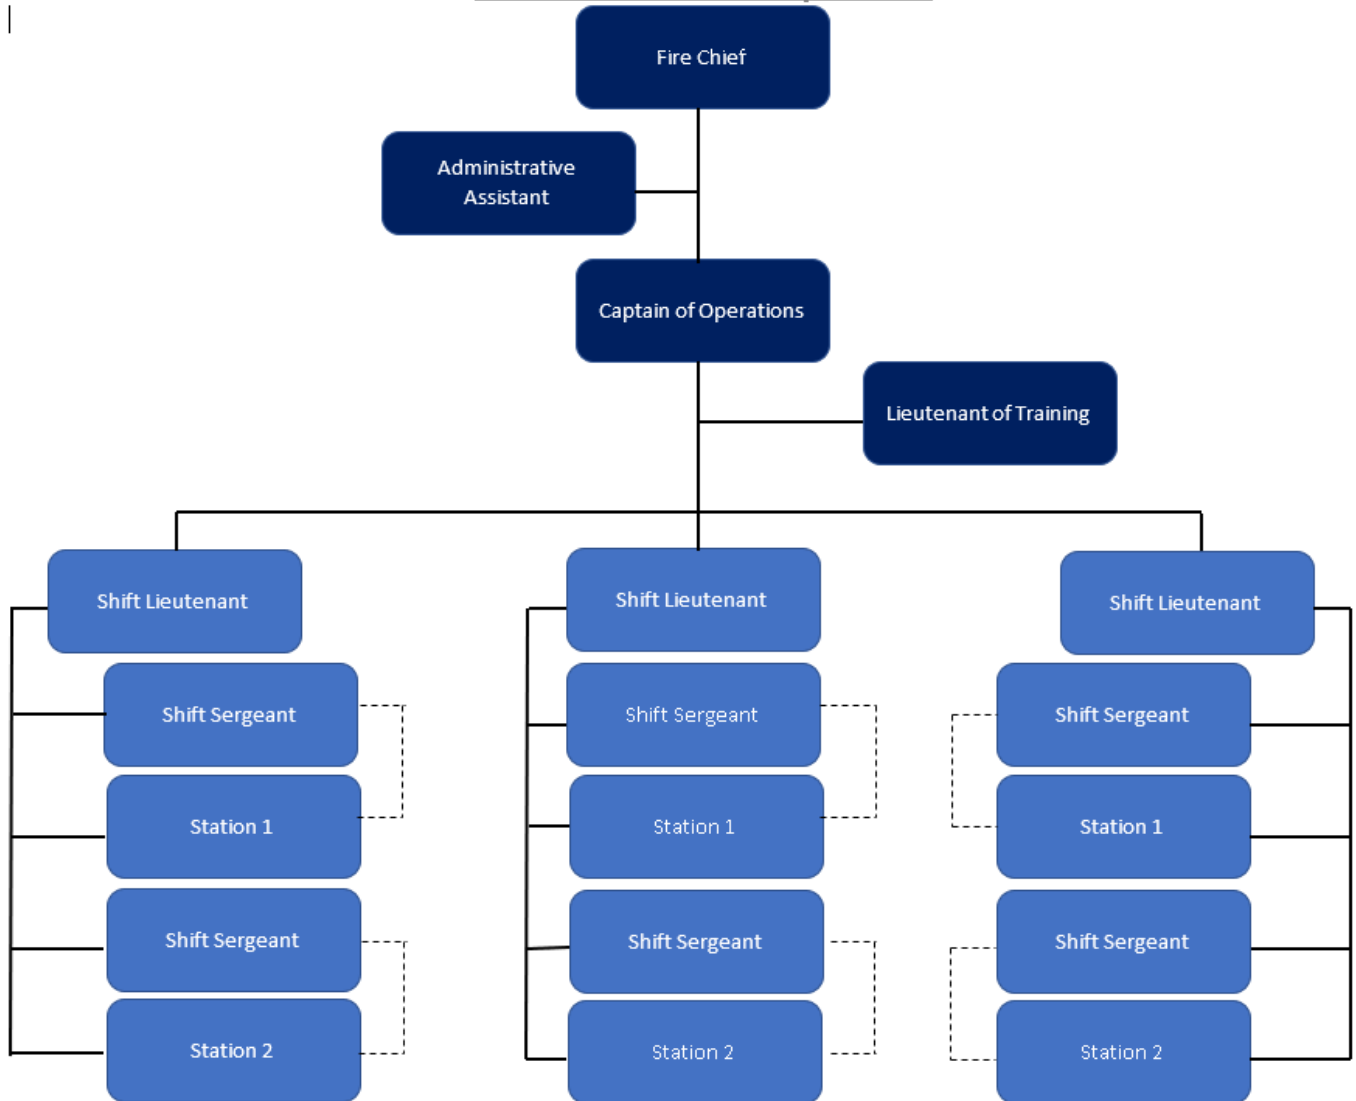 Fire Chief
Administrative
Assistant
Captain of Operations
Lieutenant of Training
Shift Lieutenant
Shift Sergeant
Station 1
Shift Sergeant
Station 2
Shift Lieutenant
Shift Sergeant
Station 1
Shift Sergeant
Station 2
Shift Lieutenant
Shift Sergeant
Station 1
Shift Sergeant
Station 2